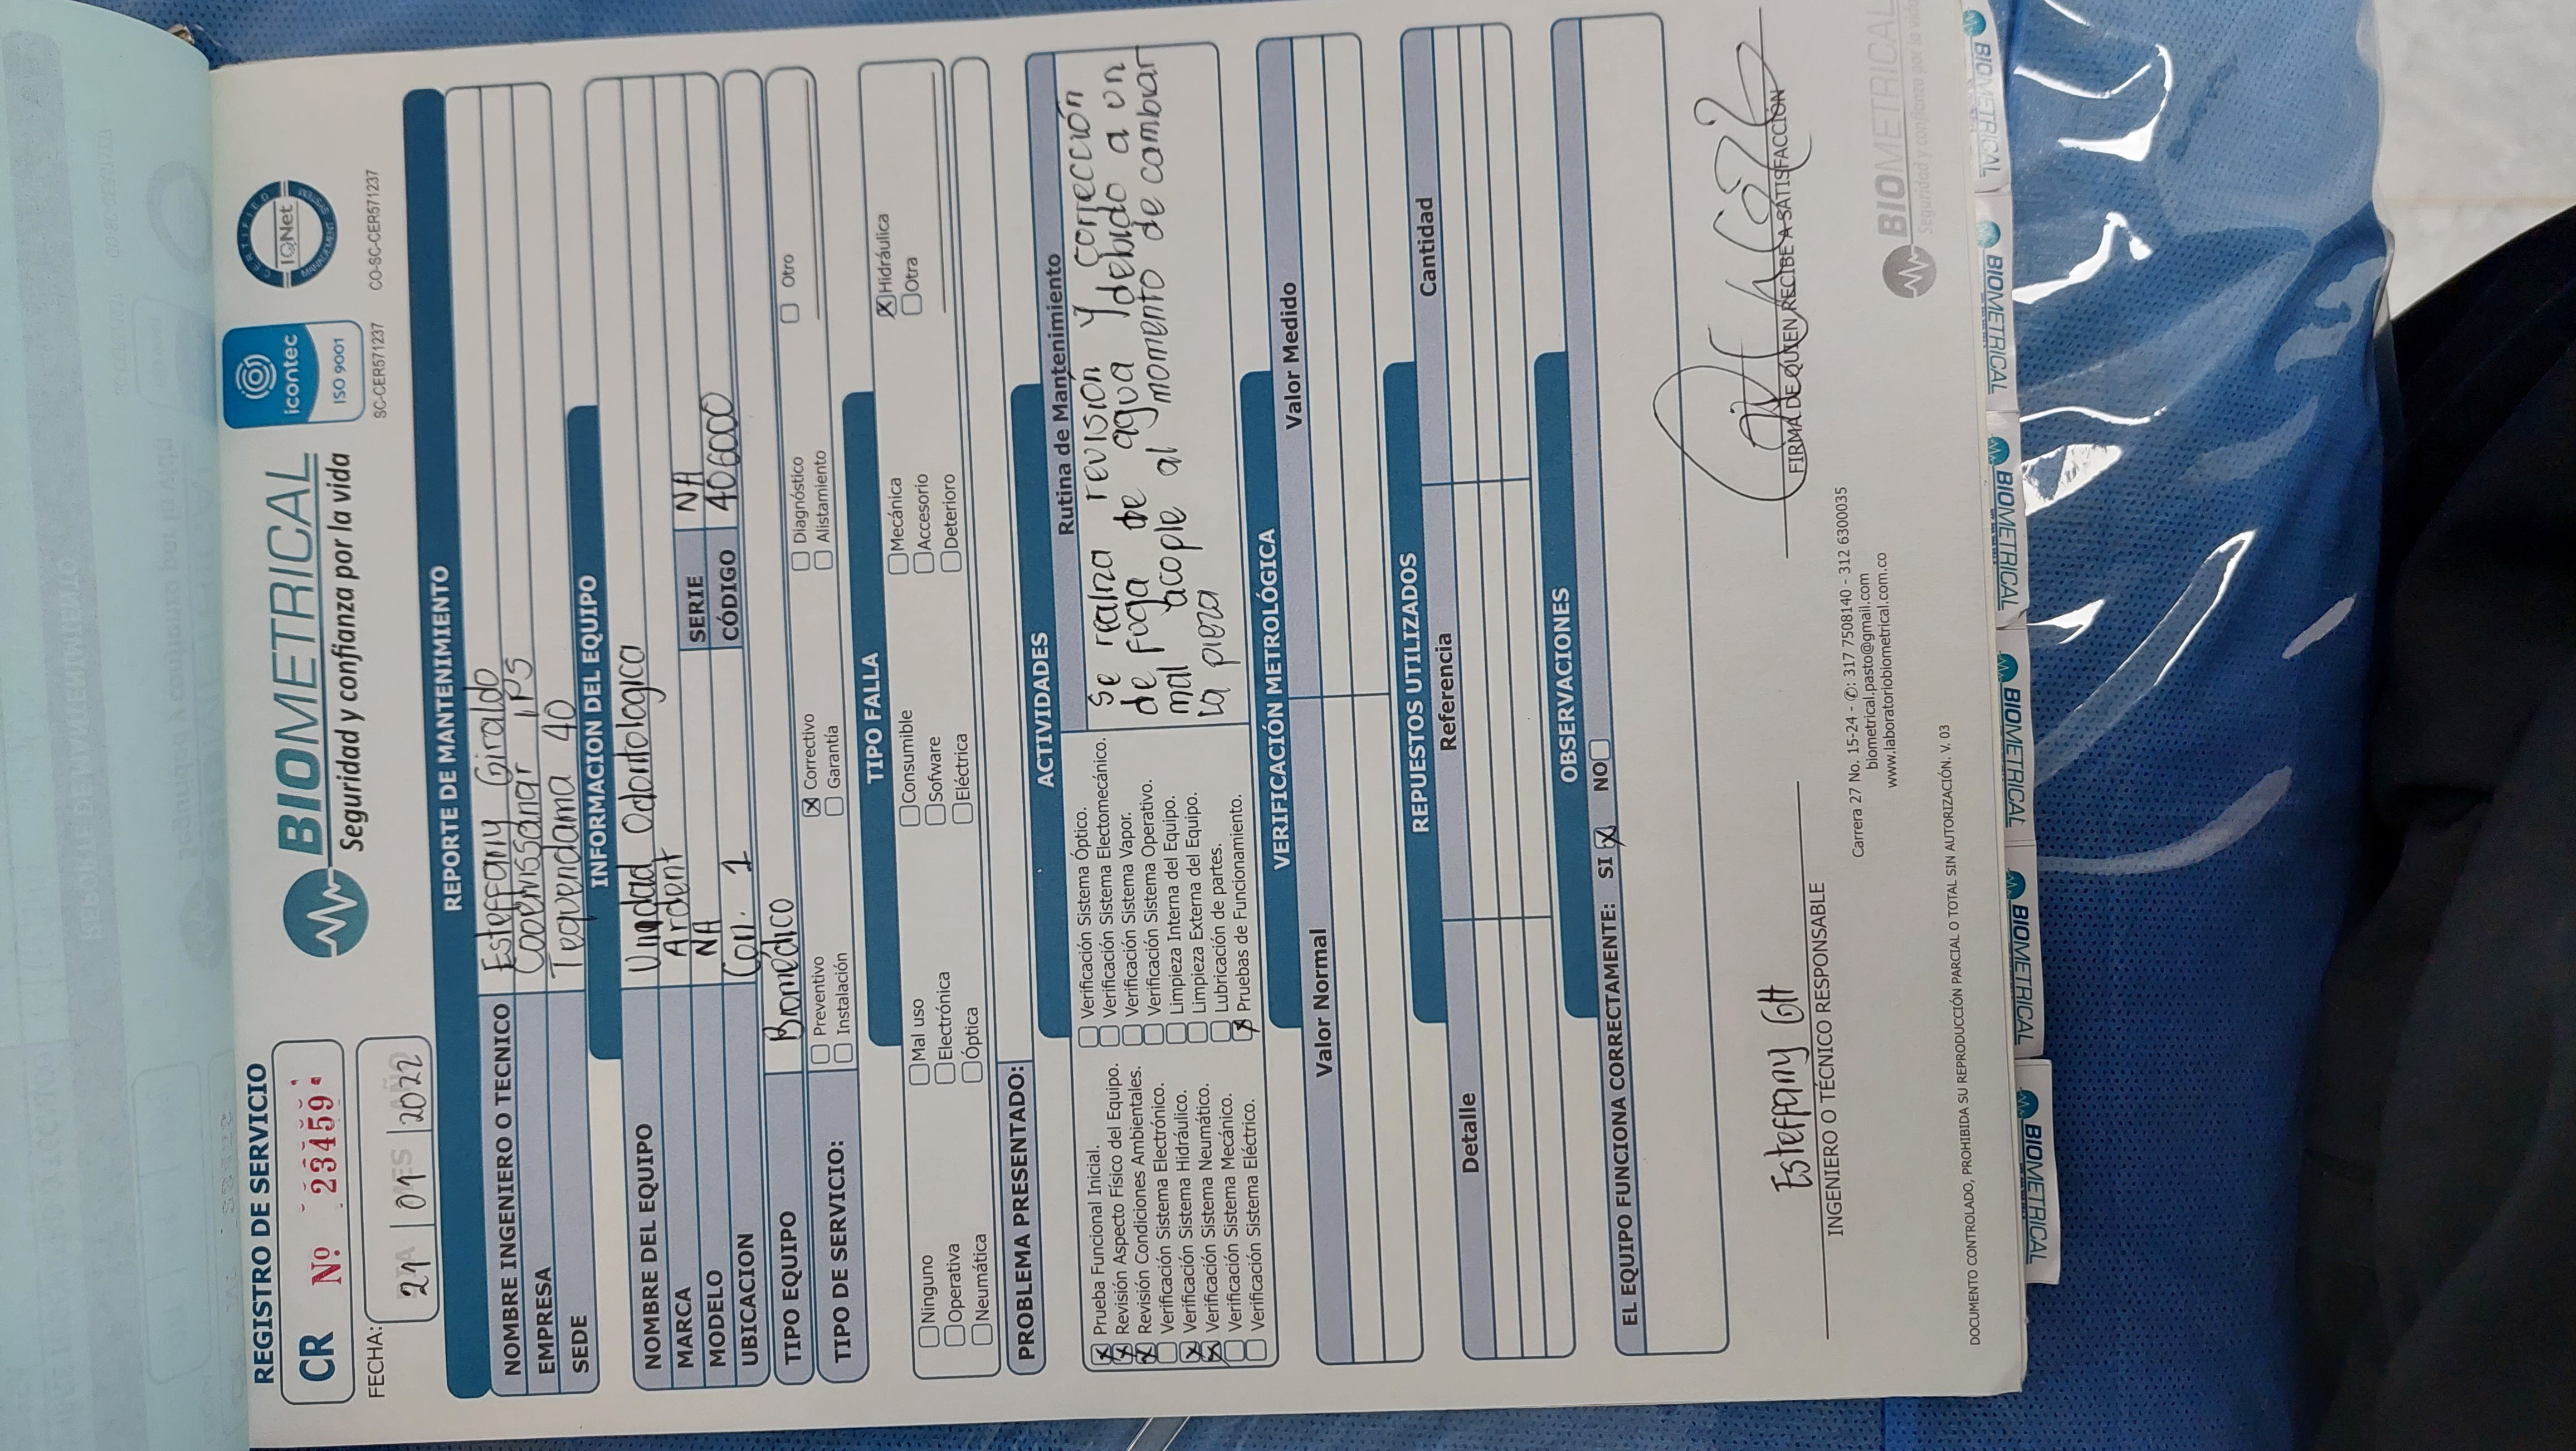 REGISTRO DE SERVICIO
CR Nº 23459
FECHA:
21 | 01 | 2022
BIOMETRICAL
Seguridad y confianza por la vida
icontec
ISO 9001
SC-CER571237
CERTIFIED
IQNet
MANAGEMENT SYSTEM
CO-SC-CER571237
REPORTE DE MANTENIMIENTO
NOMBRE INGENIERO O TECNICO Esteffany Giraldo
EMPRESA Cooemssanar IPS
SEDE Tequendama 40
INFORMACION DEL EQUIPO
NOMBRE DEL EQUIPO Unidad Odontologica
MARCA Ardent
MODELO NA SERIE NA
UBICACION Con. 1 CÓDIGO 406000
TIPO EQUIPO Biomédico
TIPO DE SERVICIO:
Preventivo Correctivo Diagnóstico Otro
Instalación Garantía Alistamiento
TIPO FALLA
Ninguno Mal uso Consumible Mecánica Hidráulica
Operativa Electrónica Sofware Accesorio Otra
Neumática Óptica Eléctrica Deterioro
PROBLEMA PRESENTADO:
ACTIVIDADES
Prueba Funcional Inicial.
Revisión Aspecto Físico del Equipo.
Revisión Condiciones Ambientales.
Verificación Sistema Electrónico.
Verificación Sistema Hidráulico.
Verificación Sistema Neumático.
Verificación Sistema Mecánico.
Verificación Sistema Eléctrico.
Verificación Sistema Óptico.
Verificación Sistema Electomecánico.
Verificación Sistema Vapor.
Verificación Sistema Operativo.
Limpieza Interna del Equipo.
Limpieza Externa del Equipo.
Lubricación de partes.
Pruebas de Funcionamiento.
Rutina de Mantenimiento
Se realiza revisión y corrección
de foga de agua debido a un
mal acople al momento de cambiar
la pieza
VERIFICACIÓN METROLÓGICA
Valor Normal Valor Medido
REPUESTOS UTILIZADOS
Detalle Referencia Cantidad
OBSERVACIONES
EL EQUIPO FUNCIONA CORRECTAMENTE: SI NO
Esteffany GH
INGENIERO O TÉCNICO RESPONSABLE
FIRMA DE QUIEN RECIBE A SATISFACCIÓN
Carrera 27 No. 15-24 - ✆: 317 7508140 - 312 6300035
biometrical.pasto@gmail.com
www.laboratoriobiometrical.com.co
BIOMETRICAL
Seguridad y confianza por la vida
DOCUMENTO CONTROLADO, PROHIBIDA SU REPRODUCCIÓN PARCIAL O TOTAL SIN AUTORIZACIÓN. V. 03
BIOMETRICAL
BIOMETRICAL
BIOMETRICAL
BIOMETRICAL
BIOMETRICAL
BIOMETRICAL